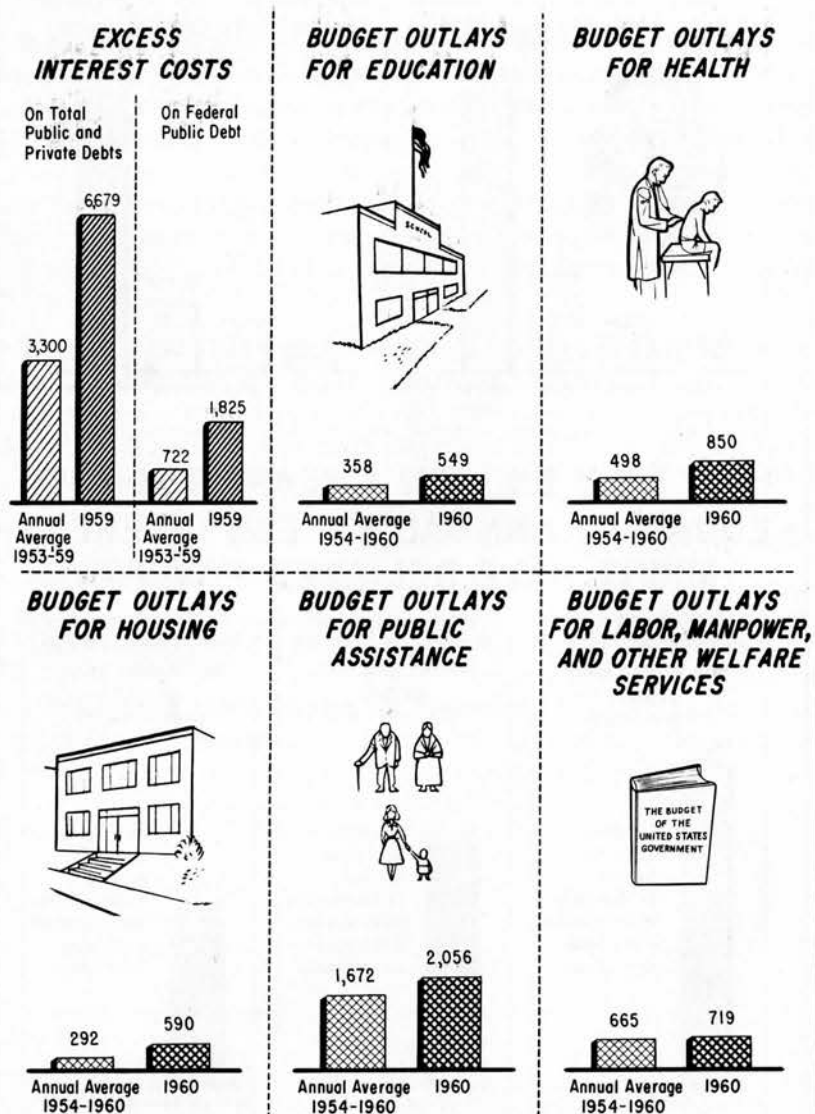 EXCESS
INTEREST COSTS
On Total
Public and
Private Debts
On Federal
Public Debt
6,679
3,300
1,825
722
Annual
Average
1953-'59
1959
Annual
Average
1953-'59
1959
BUDGET OUTLAYS
FOR EDUCATION
SCHOOL
358
549
Annual Average
1954-1960
1960
BUDGET OUTLAYS
FOR HEALTH
498
850
Annual Average
1954-1960
1960
BUDGET OUTLAYS
FOR HOUSING
292
590
Annual Average
1954-1960
1960
BUDGET OUTLAYS
FOR PUBLIC
ASSISTANCE
1,672
2,056
Annual Average
1954-1960
1960
BUDGET OUTLAYS
FOR LABOR, MANPOWER,
AND OTHER WELFARE
SERVICES
THE BUDGET
OF THE
UNITED STATES
GOVERNMENT
665
719
Annual Average
1954-1960
1960